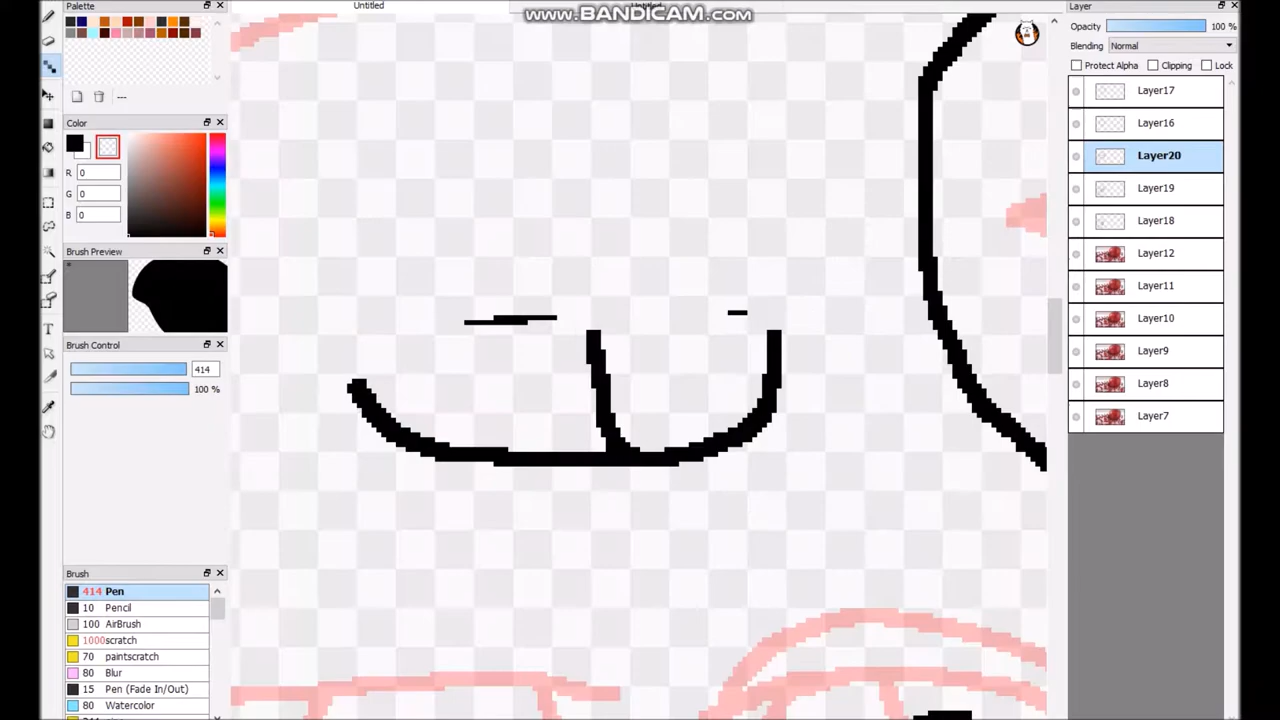 Palette
Untitled
Untitled
www.BANDICAM.com
Layer
Opacity 100 %
Blending Normal
Protect Alpha Clipping Lock
Layer17
Layer16
Layer20
Layer19
Layer18
Layer12
Layer11
Layer10
Layer9
Layer8
Layer7
Color
R 0
G 0
B 0
Brush Preview
Brush Control
414
100 %
Brush
414 Pen
10 Pencil
100 AirBrush
1000 scratch
70 paintscratch
80 Blur
15 Pen (Fade In/Out)
80 Watercolor